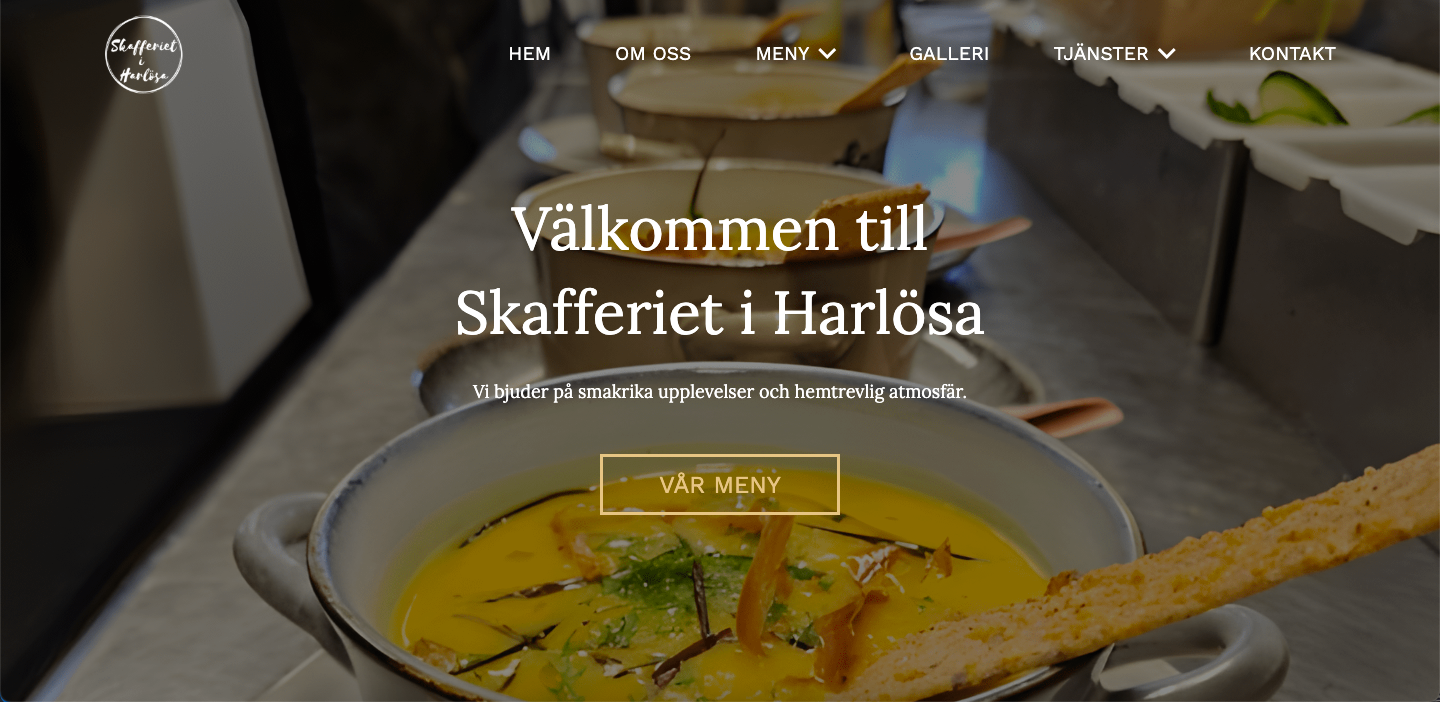 Skafferiet
i
Harlösa
HEM OM OSS MENY GALLERI TJÄNSTER KONTAKT
Välkommen till
Skafferiet i Harlösa
Vi bjuder på smakrika upplevelser och hemtrevlig atmosfär.
VÅR MENY